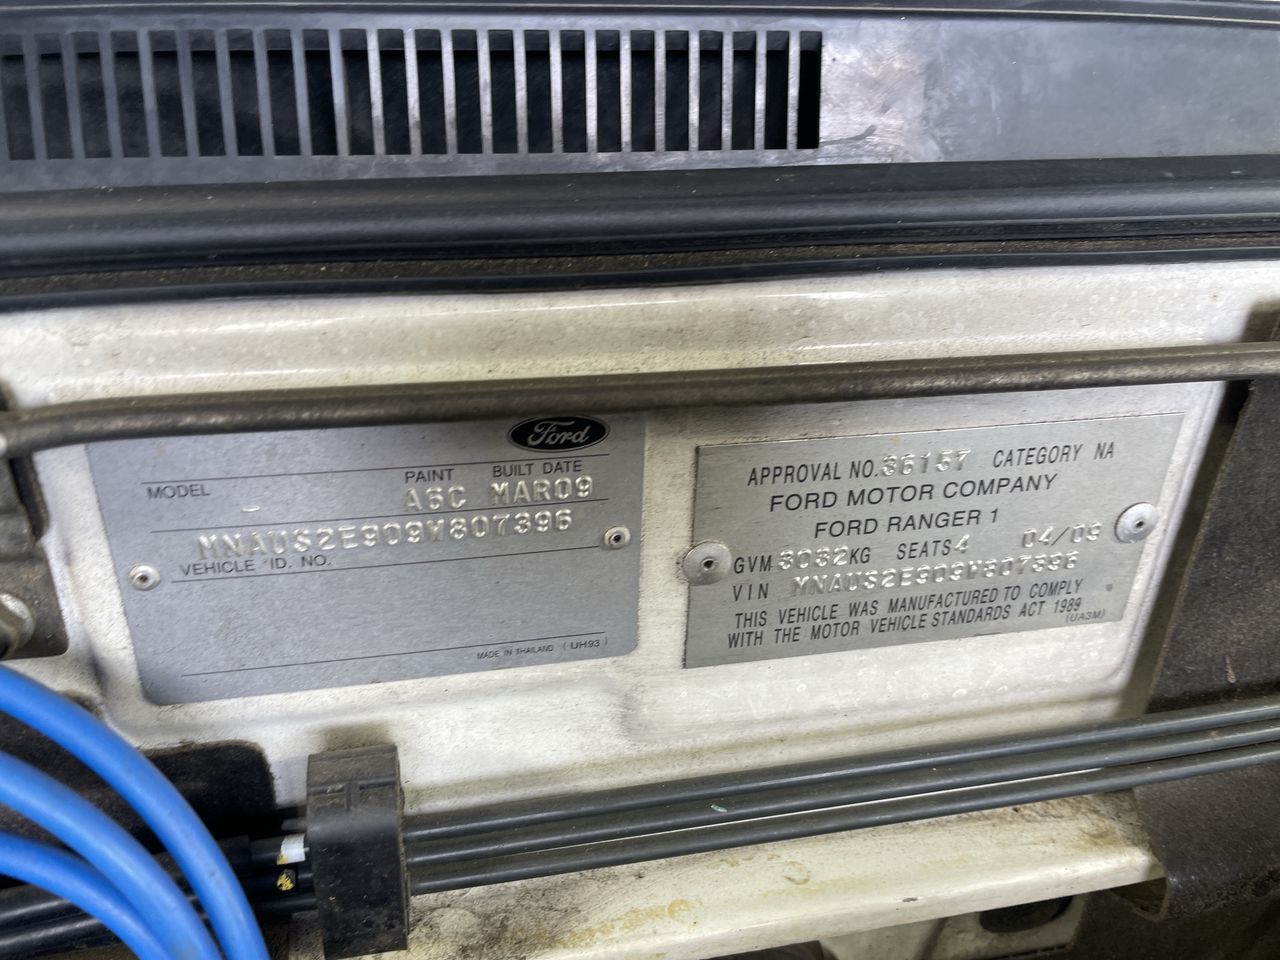 Ford
MODEL PAINT BUILT DATE
- A6C MAR09
MNAUS2E909W807396
VEHICLE ID. NO.
MADE IN THAILAND (UH93)
APPROVAL NO.36157 CATEGORY NA
FORD MOTOR COMPANY
FORD RANGER 1
GVM 3032KG SEATS 4 04/09
VIN MNAUS2E909W807396
THIS VEHICLE WAS MANUFACTURED TO COMPLY
WITH THE MOTOR VEHICLE STANDARDS ACT 1989
(UA3M)